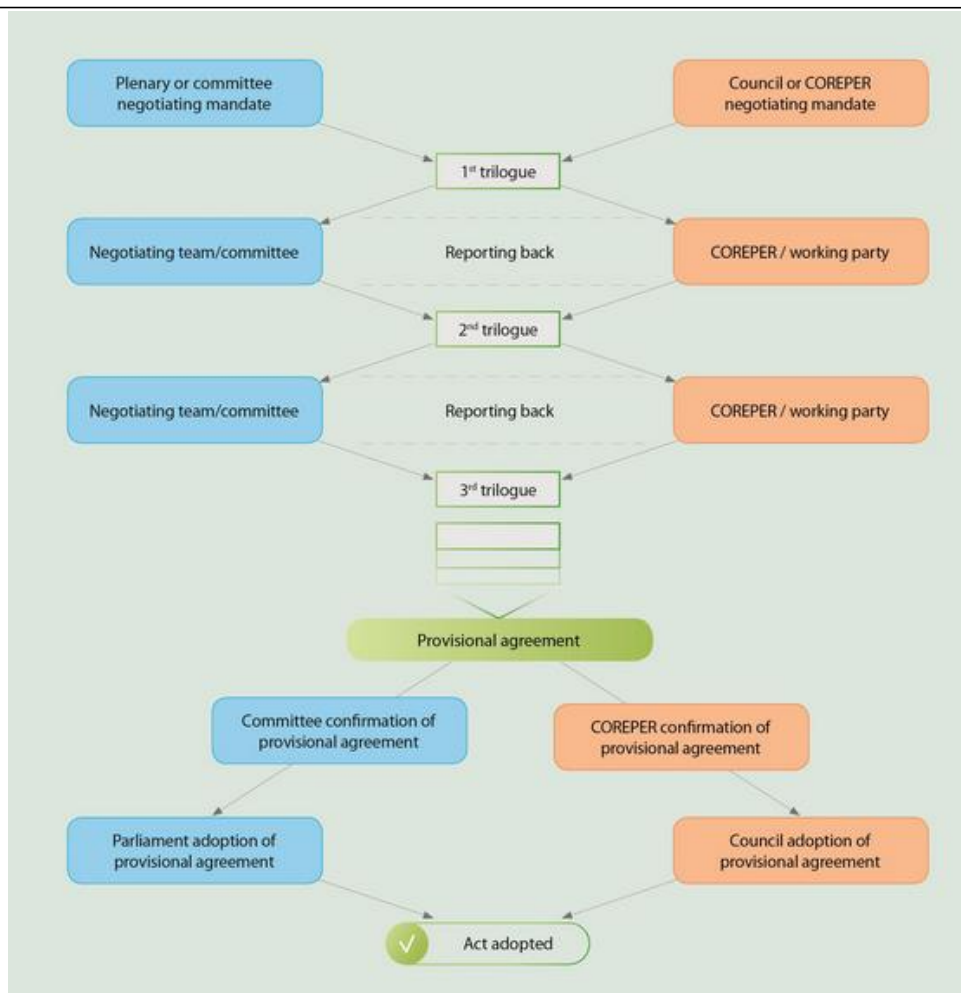 Plenary or committee
negotiating mandate
Council or COREPER
negotiating mandate
1st trilogue
Negotiating team/committee
Reporting back
COREPER / working party
2nd trilogue
Negotiating team/committee
Reporting back
COREPER / working party
3rd trilogue
Provisional agreement
Committee confirmation of
provisional agreement
COREPER confirmation of
provisional agreement
Parliament adoption of
provisional agreement
Council adoption of
provisional agreement
Act adopted